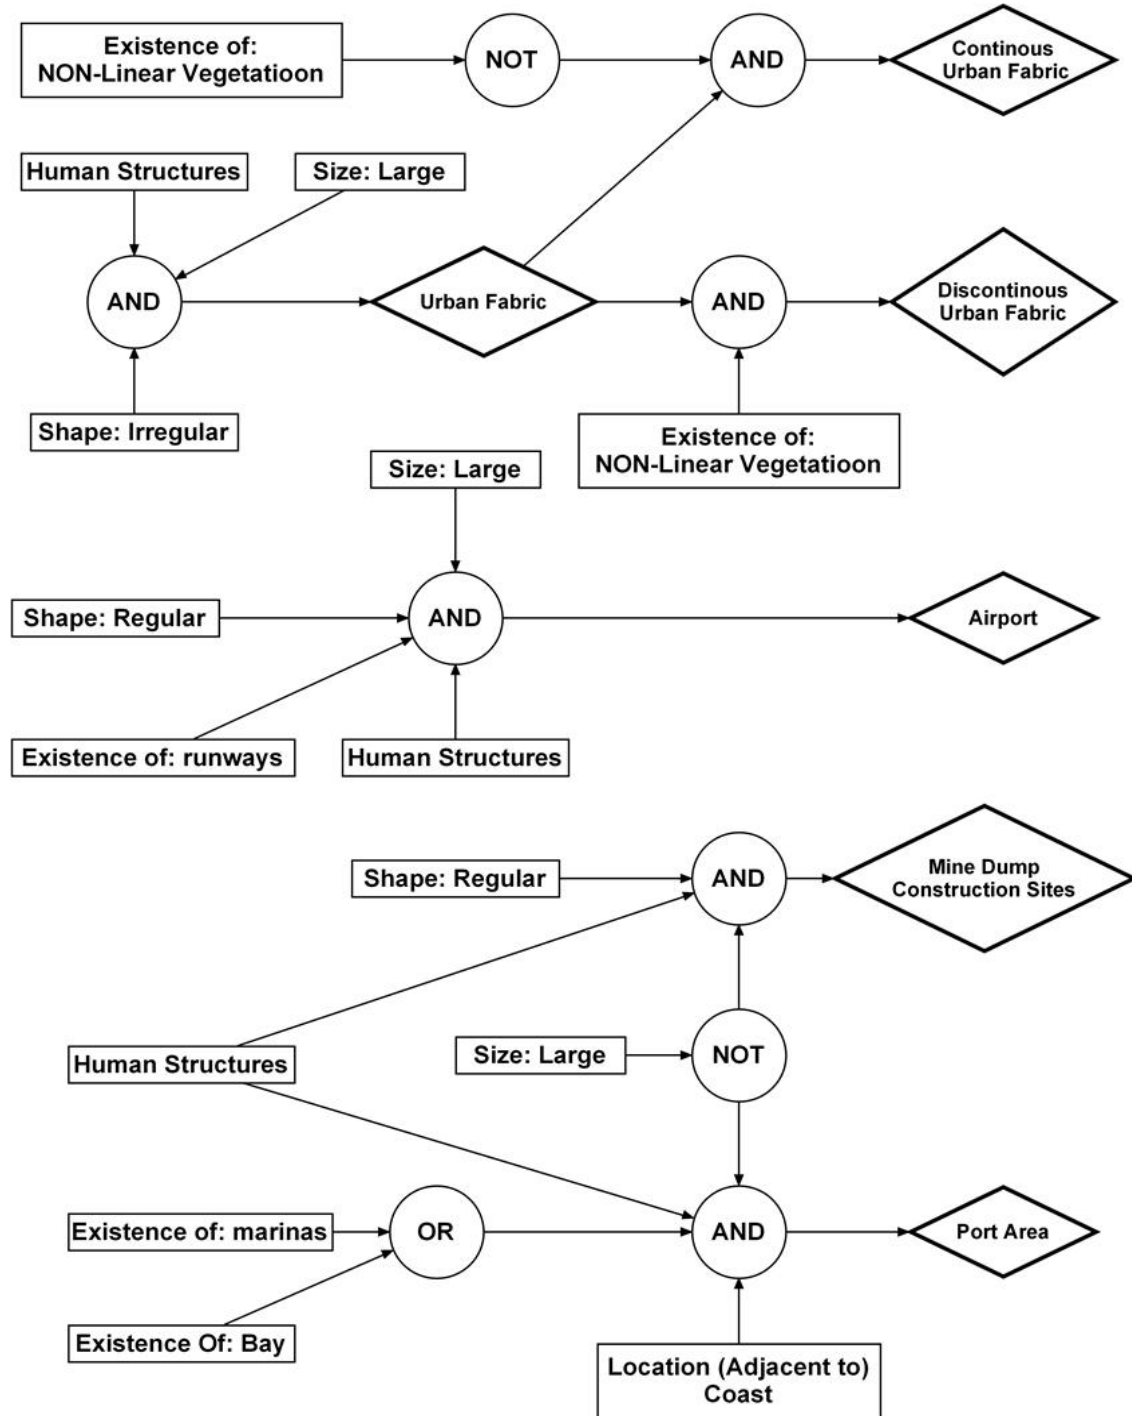 Existence of:
NON-Linear Vegetatioon
NOT
AND
Continous
Urban Fabric
Human Structures
Size: Large
AND
Urban Fabric
AND
Discontinous
Urban Fabric
Shape: Irregular
Existence of:
NON-Linear Vegetatioon
Size: Large
Shape: Regular
AND
Airport
Existence of: runways
Human Structures
Shape: Regular
AND
Mine Dump
Construction Sites
Human Structures
Size: Large
NOT
Existence of: marinas
OR
AND
Port Area
Existence Of: Bay
Location (Adjacent to)
Coast